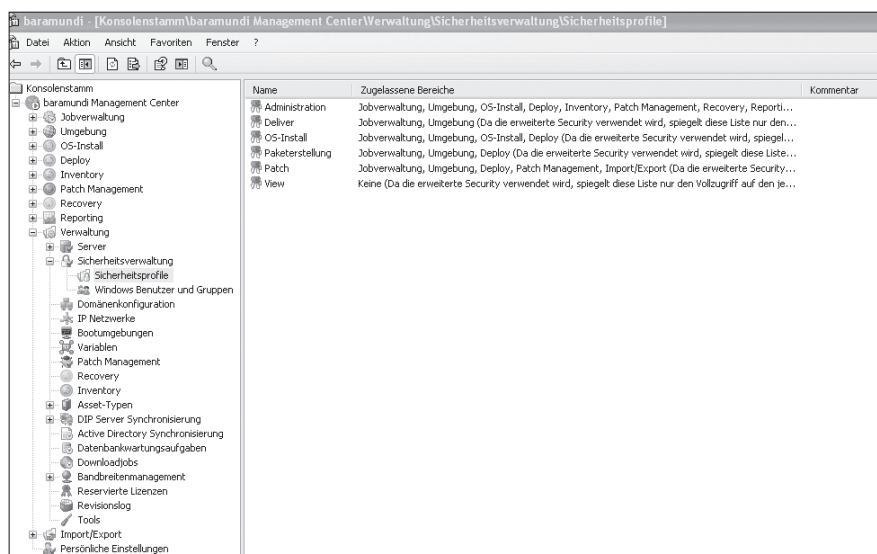 baramundi - [Konsolenstamm\baramundi Management Center\Verwaltung\Sicherheitsverwaltung\Sicherheitsprofile]
Datei Aktion Ansicht Favoriten Fenster ?
Konsolenstamm
baramundi Management Center
Jobverwaltung
Umgebung
OS-Install
Deploy
Inventory
Patch Management
Recovery
Reporting
Verwaltung
Server
Sicherheitsverwaltung
Sicherheitsprofile
Windows Benutzer und Gruppen
Domänenkonfiguration
IP Netzwerke
Bootumgebungen
Variablen
Patch Management
Recovery
Inventory
Asset-Typen
DIP Server Synchronisierung
Active Directory Synchronisierung
Datenbankwartungsaufgaben
Downloadjobs
Bandbreitenmanagement
Reservierte Lizenzen
Revisionslog
Tools
Import/Export
Persönliche Einstellungen
Name Zugelassene Bereiche Kommentar
Administration Jobverwaltung, Umgebung, OS-Install, Deploy, Inventory, Patch Management, Recovery, Reporti...
Deliver Jobverwaltung, Umgebung (Da die erweiterte Security verwendet wird, spiegelt diese Liste nur den...
OS-Install Jobverwaltung, Umgebung, OS-Install, Deploy (Da die erweiterte Security verwendet wird, spiegel...
Paketerstellung Jobverwaltung, Umgebung, Deploy (Da die erweiterte Security verwendet wird, spiegelt diese Liste...
Patch Jobverwaltung, Umgebung, Deploy, Patch Management, Import/Export (Da die erweiterte Security...
View Keine (Da die erweiterte Security verwendet wird, spiegelt diese Liste nur den Vollzugriff auf den je...